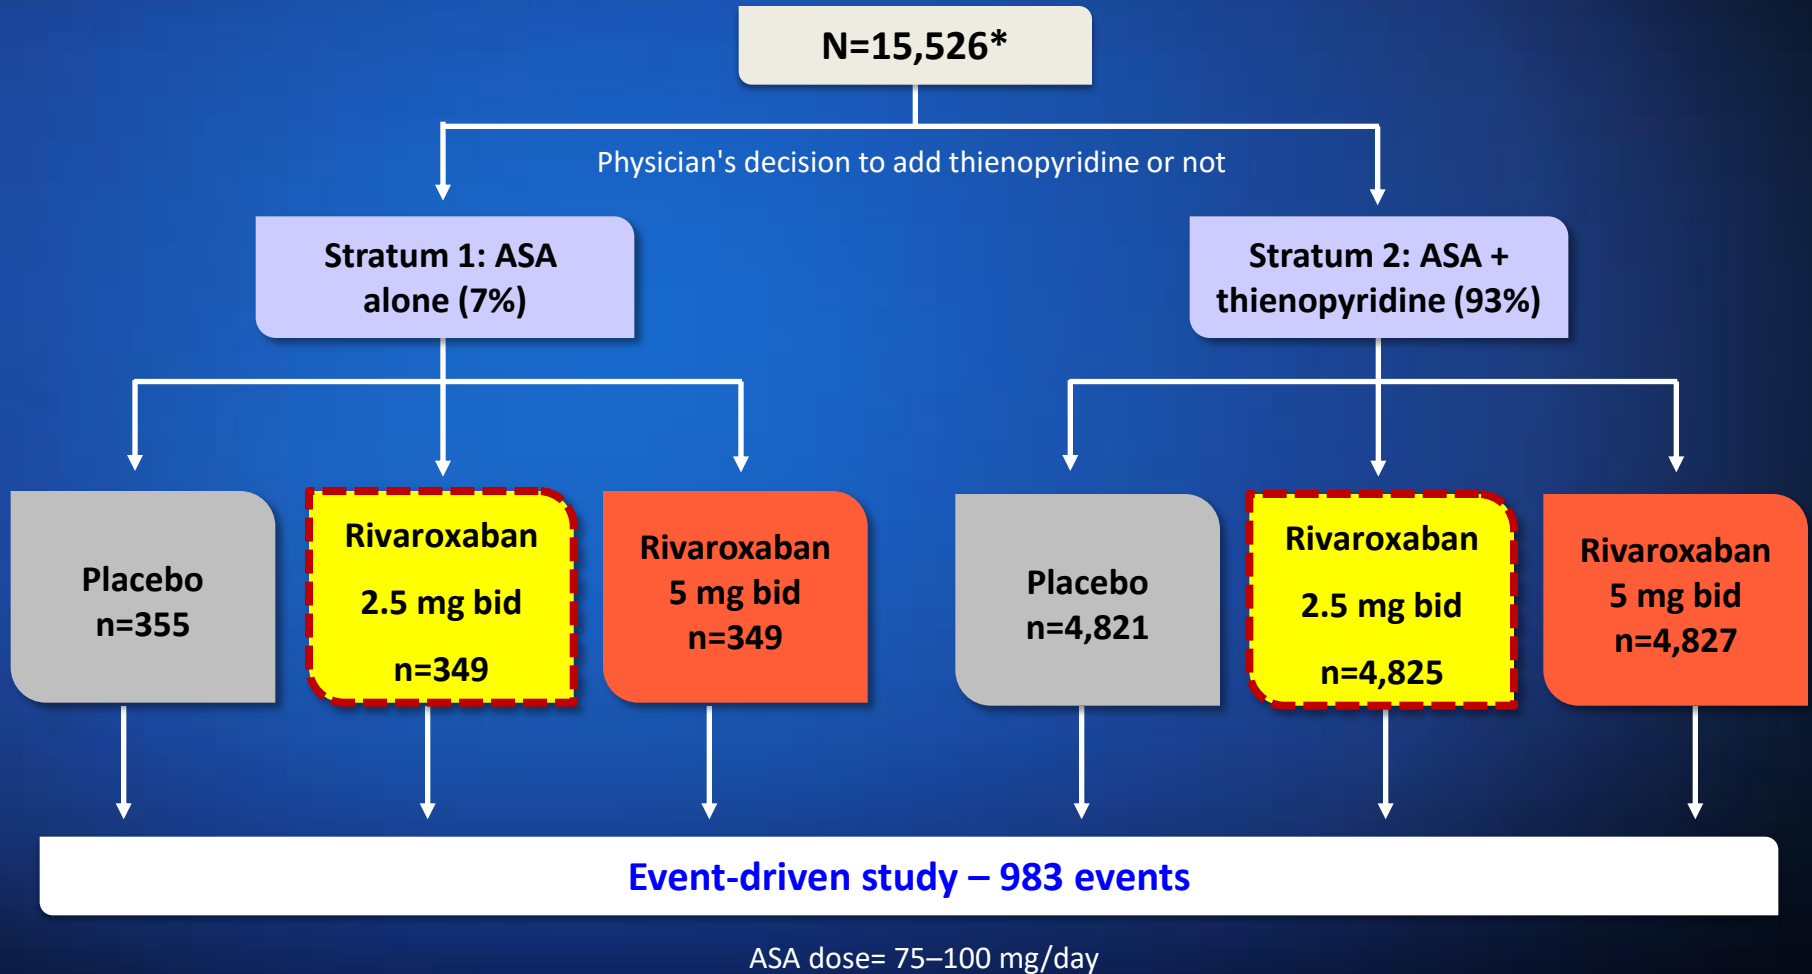 N=15,526*
Physician's decision to add thienopyridine or not
Stratum 1: ASA
alone (7%)
Stratum 2: ASA +
thienopyridine (93%)
Placebo
n=355
Rivaroxaban
2.5 mg bid
n=349
Rivaroxaban
5 mg bid
n=349
Placebo
n=4,821
Rivaroxaban
2.5 mg bid
n=4,825
Rivaroxaban
5 mg bid
n=4,827
Event-driven study – 983 events
ASA dose= 75–100 mg/day